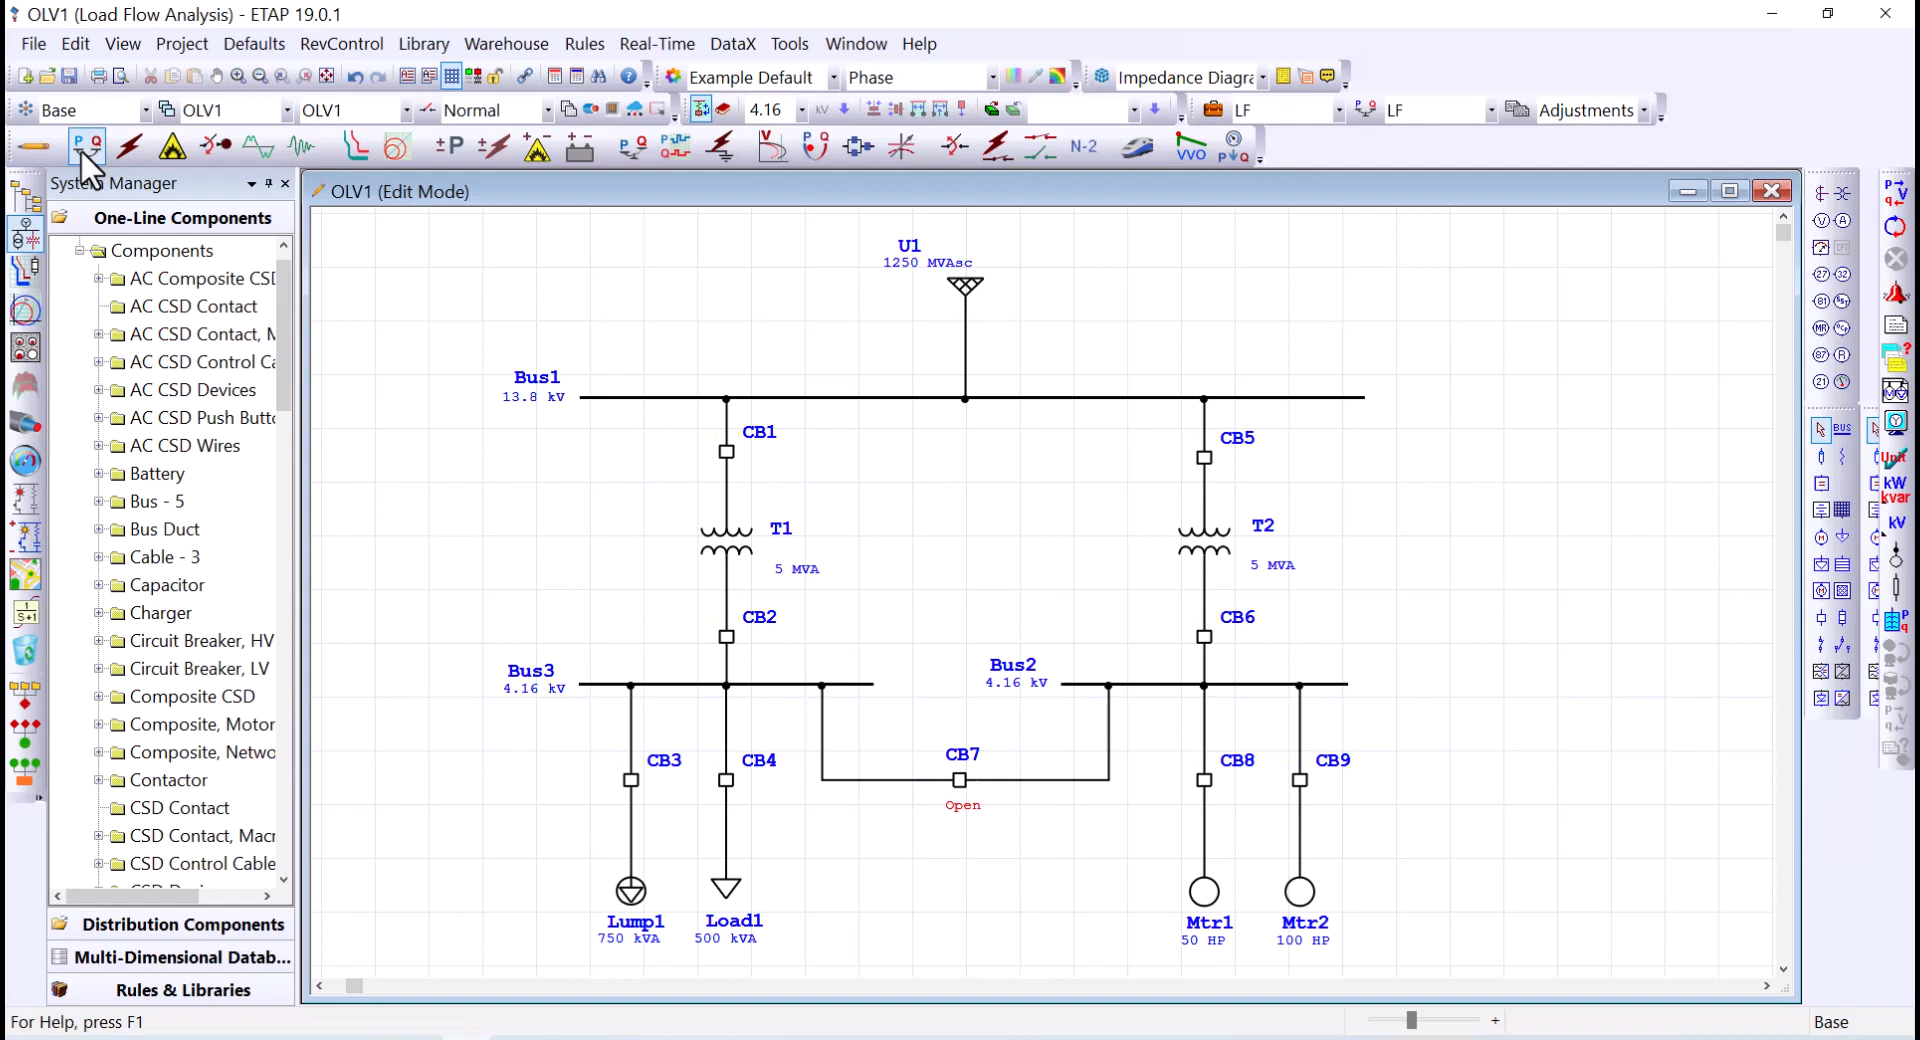 OLV1 (Load Flow Analysis) - ETAP 19.0.1
File Edit View Project Defaults RevControl Library Warehouse Rules Real-Time DataX Tools Window Help
Example Default Phase Impedance Diagra
Base OLV1 OLV1 Normal 4.16 kV LF LF Adjustments
N-2 VVO
System Manager
OLV1 (Edit Mode)
One-Line Components
Components
AC Composite CSD
AC CSD Contact
AC CSD Contact, M
AC CSD Control Ca
AC CSD Devices
AC CSD Push Butto
AC CSD Wires
Battery
Bus - 5
Bus Duct
Cable - 3
Capacitor
Charger
Circuit Breaker, HV
Circuit Breaker, LV
Composite CSD
Composite, Motor
Composite, Netwo
Contactor
CSD Contact
CSD Contact, Macr
CSD Control Cable
Distribution Components
Multi-Dimensional Datab...
Rules & Libraries
U1
1250 MVAsc
Bus1
13.8 kV
CB1
CB5
T1
5 MVA
T2
5 MVA
CB2
CB6
Bus3
4.16 kV
Bus2
4.16 kV
CB3
CB4
CB7
Open
CB8
CB9
Lump1
750 kVA
Load1
500 kVA
Mtr1
50 HP
Mtr2
100 HP
BUS
Unit
kW
kvar
kV
For Help, press F1
Base